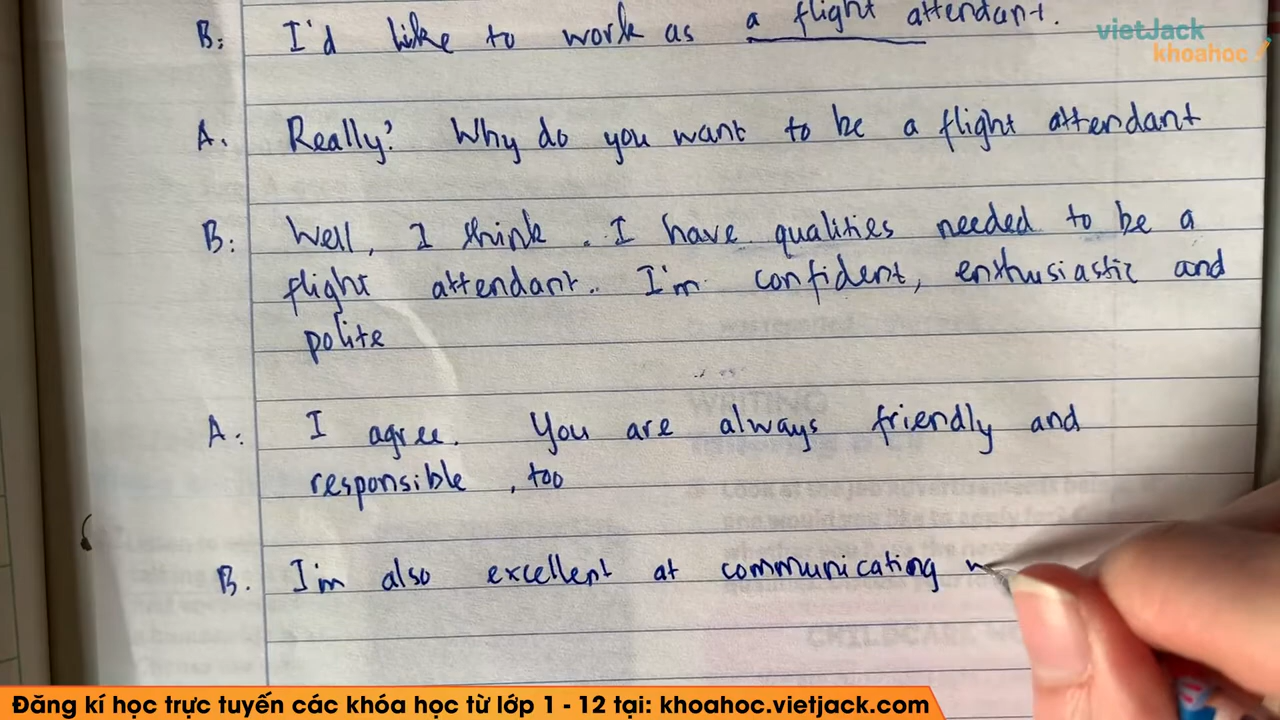 B: I'd like to work as a flight attendant.
vietJack
khoahoc
A. Really? Why do you want to be a flight attendant
B: Well, I think . I have qualities needed to be a
flight attendant. I'm confident, enthusiastic and
polite
A: I agree. You are always friendly and
responsible , too
B. I'm also excellent at communicating
WRITING
Đăng kí học trực tuyến các khóa học từ lớp 1 - 12 tại: khoahoc.vietjack.com